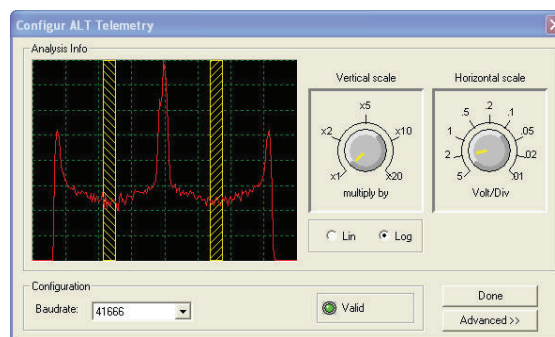 Configur ALT Telemetry
Analysis Info
Vertical scale
x1
x2
x5
x10
x20
multiply by
Horizontal scale
5
2
1
.5
.2
.1
.05
.02
.01
Volt/Div
Lin
Log
Configuration
Baudrate:
41666
Valid
Done
Advanced >>